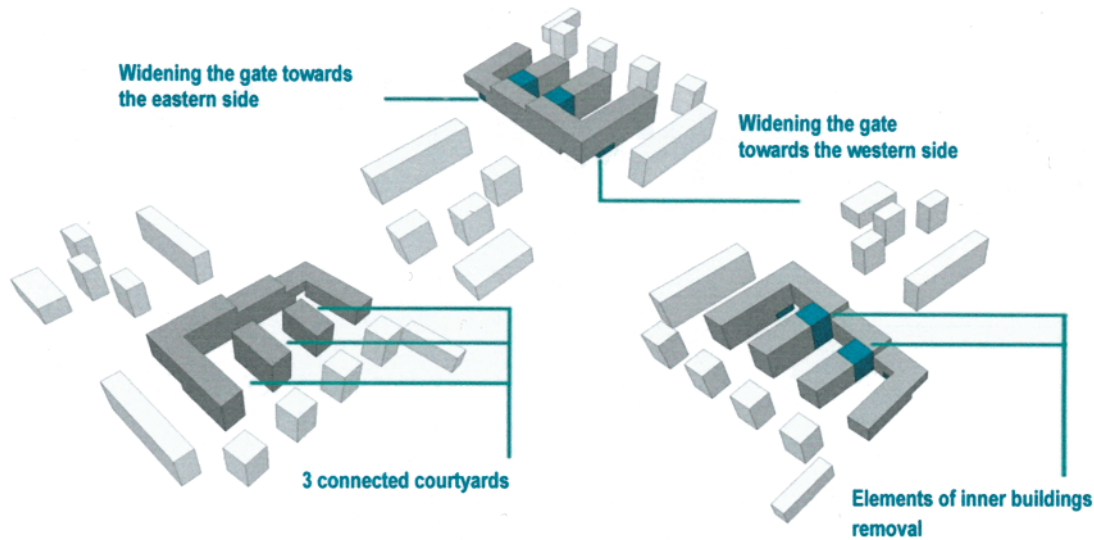 Widening the gate towards
the eastern side
Widening the gate
towards the western side
3 connected courtyards
Elements of inner buildings
removal